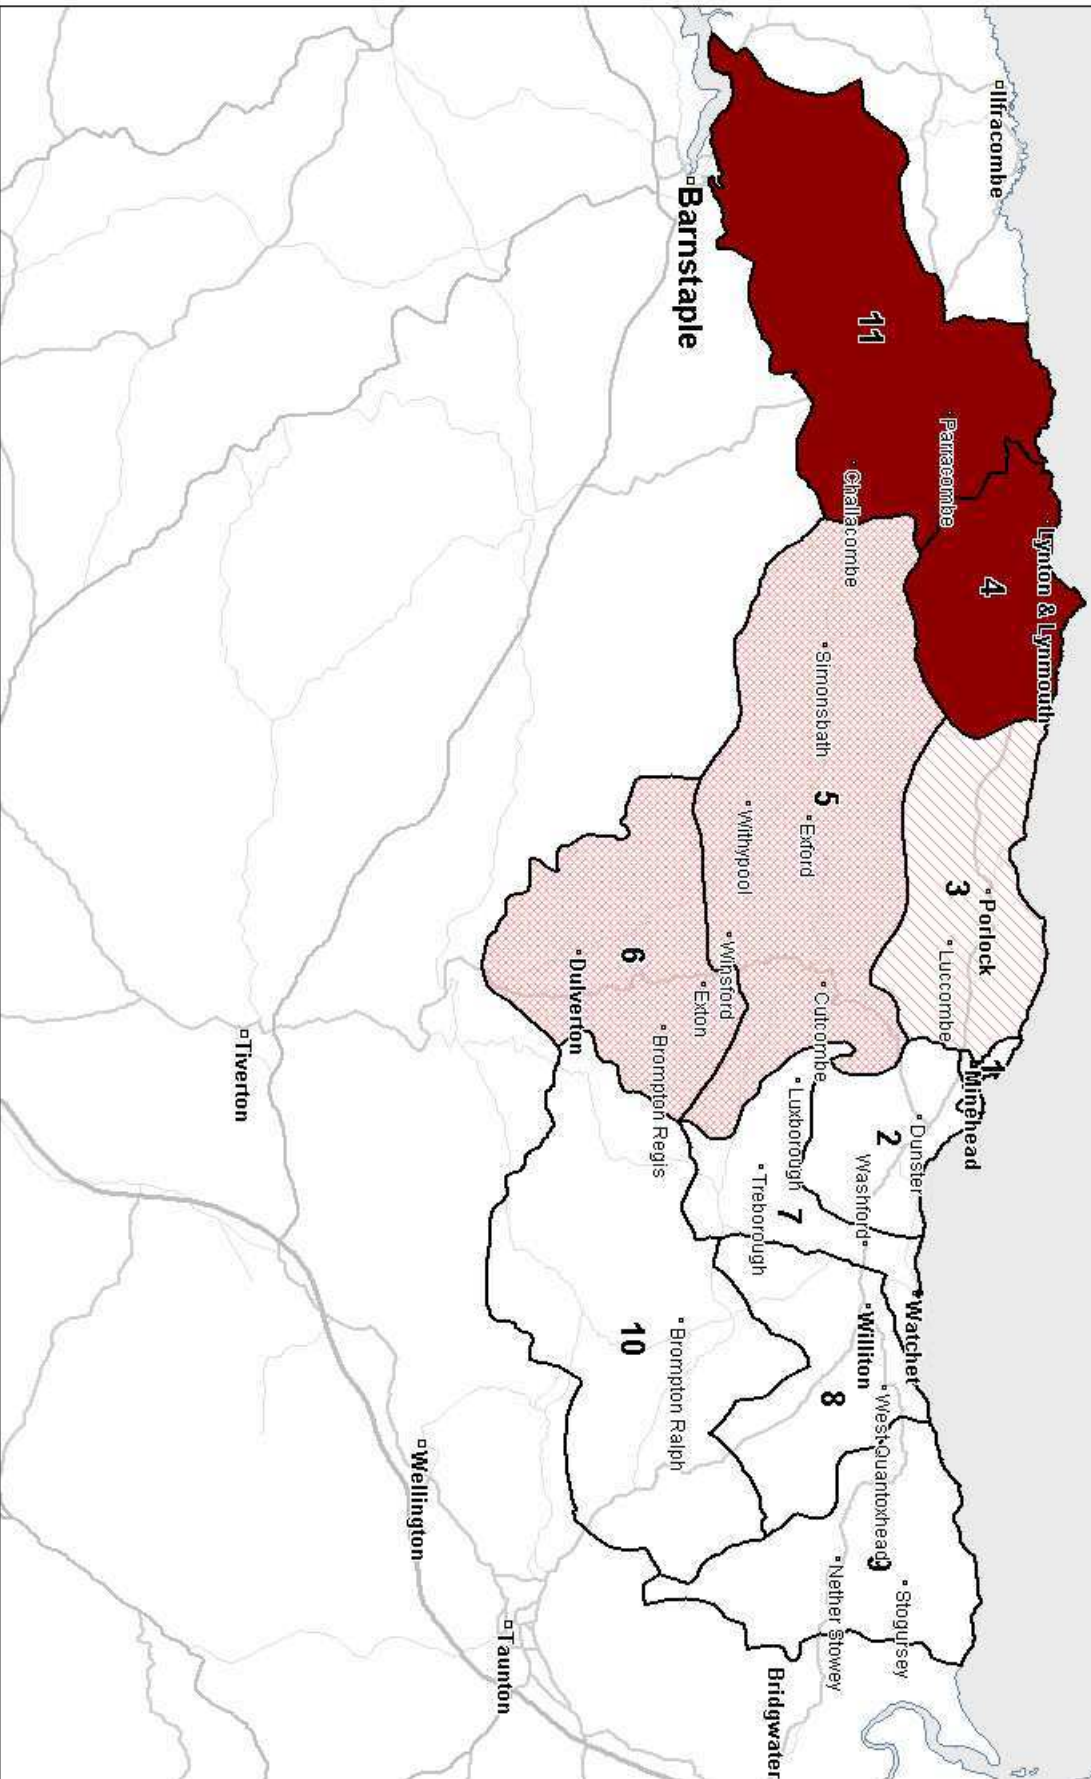 Ilfracombe
Barnstaple
11
Parracombe
Challacombe
Lynton & Lynmouth
4
Simonsbath
5
Exford
Withypool
3
Porlock
Luccombe
Winsford
Exton
Cutcombe
6
Dulverton
Brompton Regis
1
Minehead
Dunster
2
Washford
Luxborough
7
Treborough
Watchet
Williton
West Quantoxhead
8
10
Brompton Ralph
9
Stogursey
Nether Stowey
Tiverton
Wellington
Taunton
Bridgwater